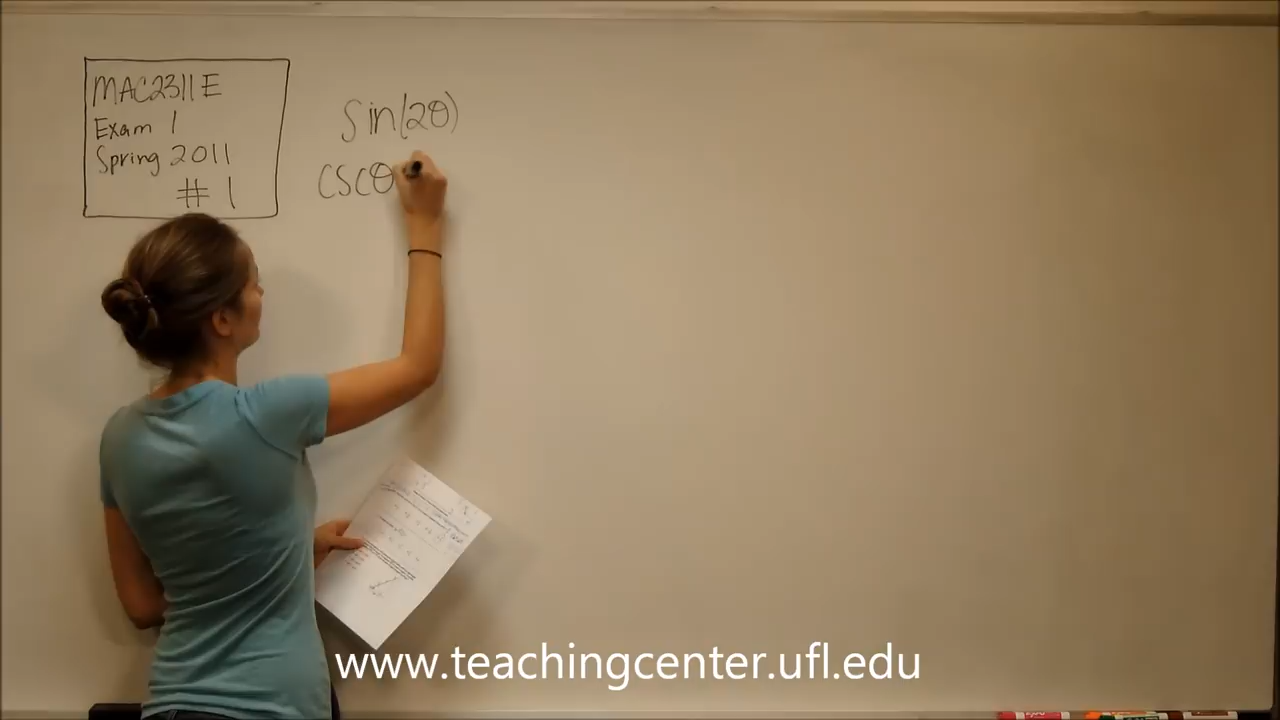 MAC2311E
Exam 1
Spring 2011
# 1
Sin(2θ)
CSCθ
www.teachingcenter.ufl.edu